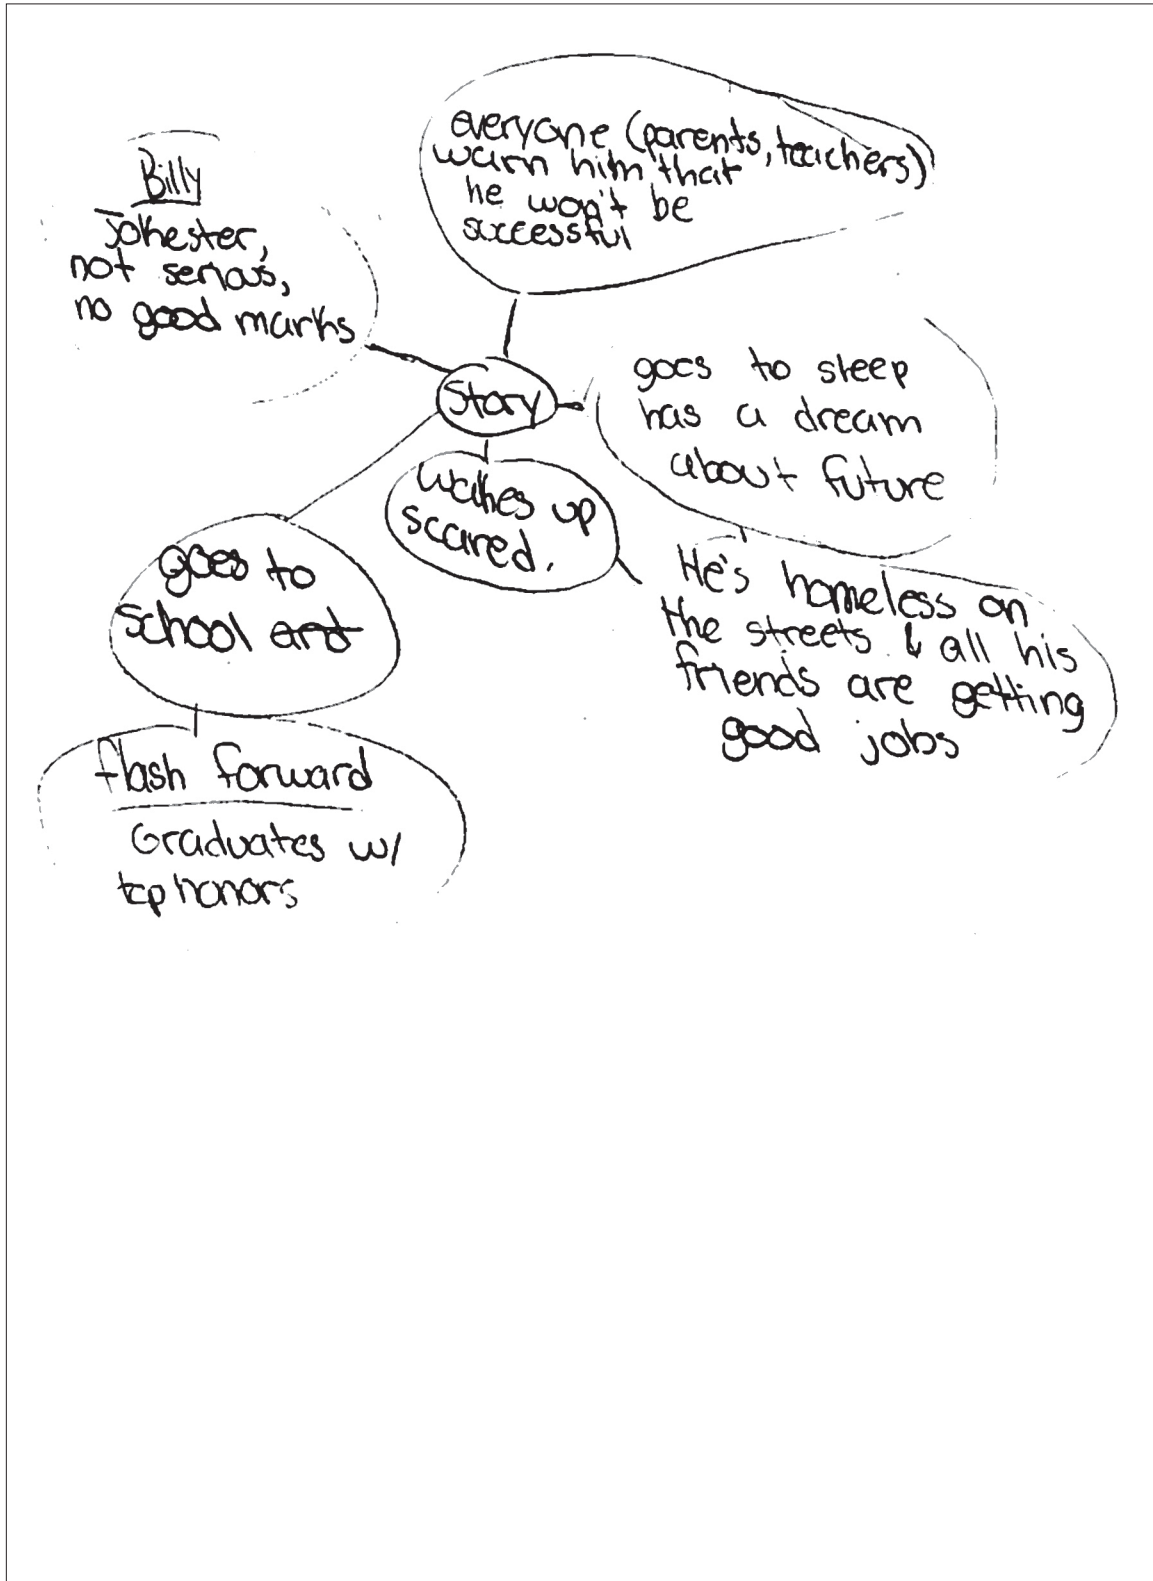 Billy
jokester,
not serious,
no good marks
everyone (parents, teachers)
warn him that
he won't be
successful
Story
goes to sleep
has a dream
about future
He's homeless on
the streets & all his
friends are getting
good jobs
wakes up
scared.
goes to
school and
flash forward
Graduates w/
top honors